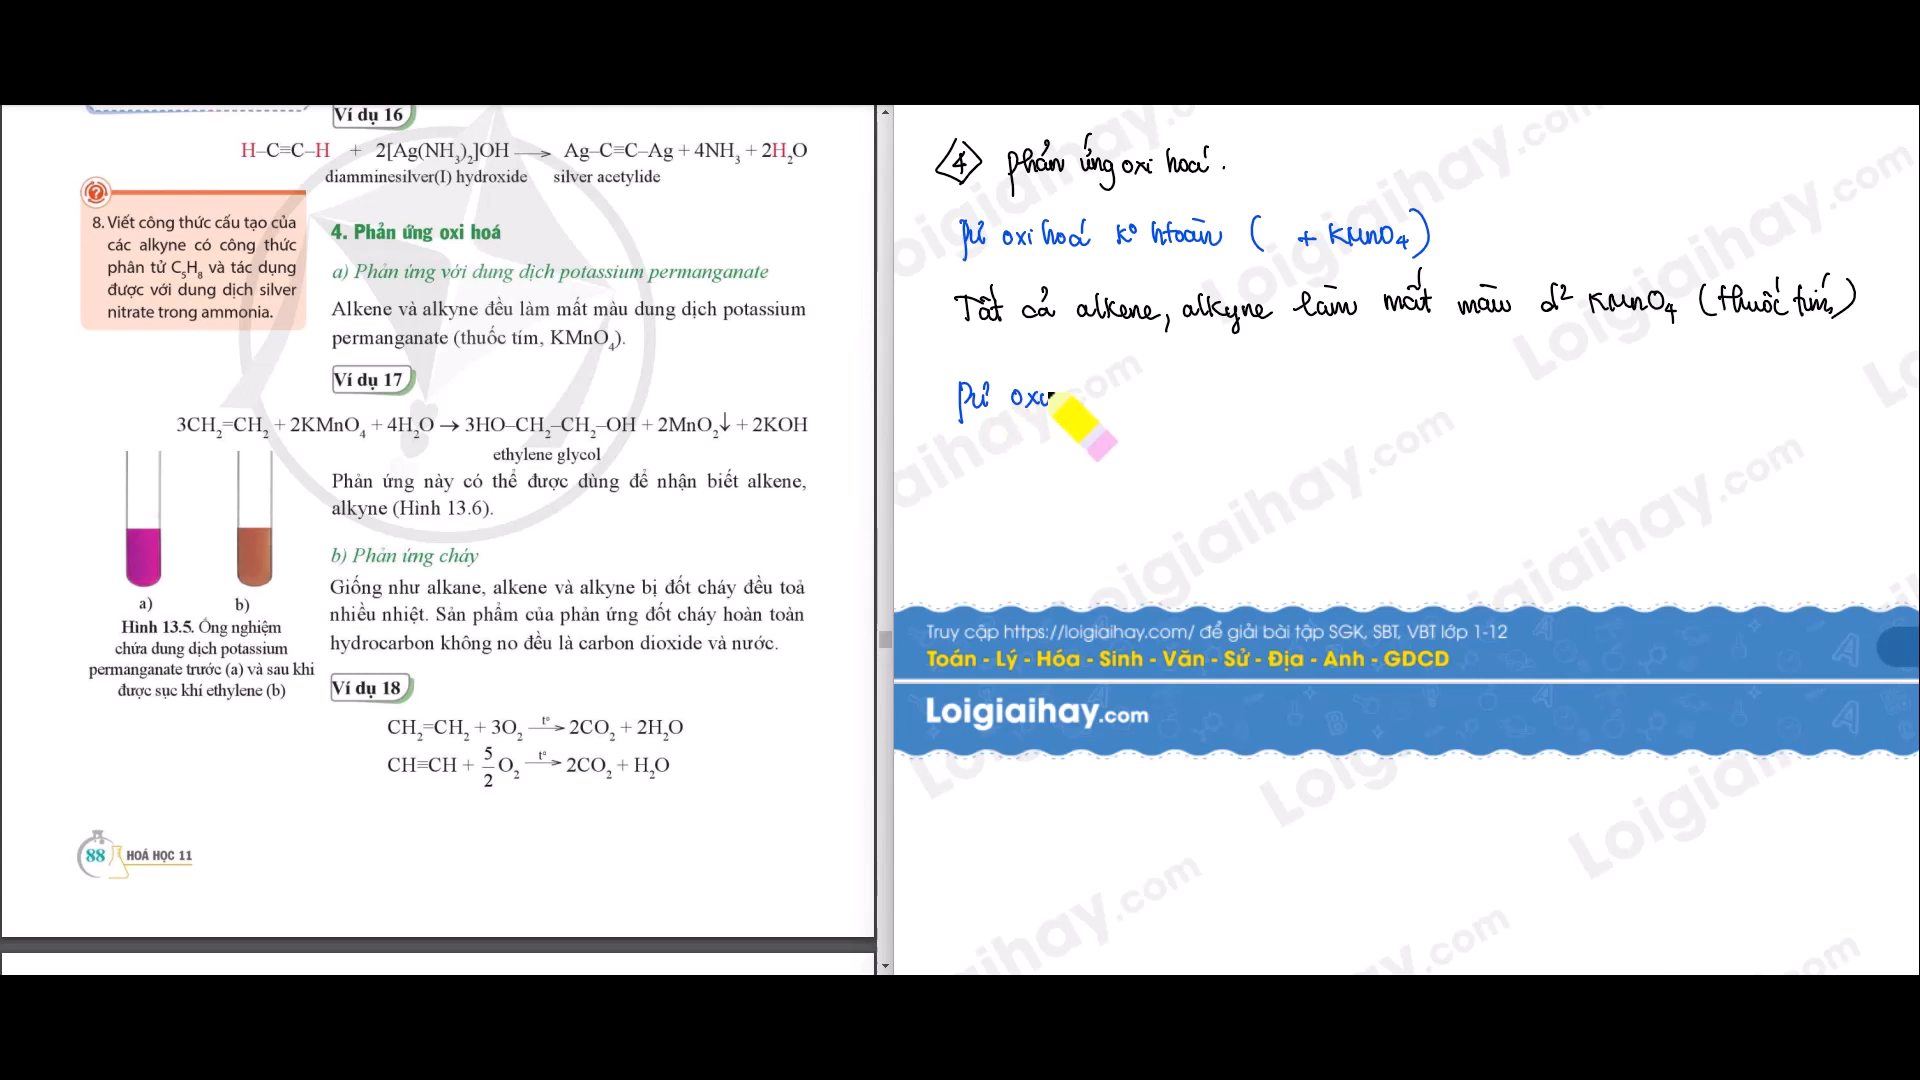 Ví dụ 16
H–C≡C–H + 2[Ag(NH₃)₂]OH ⟶ Ag–C≡C–Ag + 4NH₃ + 2H₂O
diamminesilver(I) hydroxide silver acetylide
8. Viết công thức cấu tạo của
các alkyne có công thức
phân tử C₅H₈ và tác dụng
được với dung dịch silver
nitrate trong ammonia.
4. Phản ứng oxi hoá
a) Phản ứng với dung dịch potassium permanganate
Alkene và alkyne đều làm mất màu dung dịch potassium
permanganate (thuốc tím, KMnO₄).
Ví dụ 17
3CH₂=CH₂ + 2KMnO₄ + 4H₂O → 3HO–CH₂–CH₂–OH + 2MnO₂↓ + 2KOH
ethylene glycol
Phản ứng này có thể được dùng để nhận biết alkene,
alkyne (Hình 13.6).
a) b)
Hình 13.5. Ống nghiệm
chứa dung dịch potassium
permanganate trước (a) và sau khi
được sục khí ethylene (b)
b) Phản ứng cháy
Giống như alkane, alkene và alkyne bị đốt cháy đều toả
nhiều nhiệt. Sản phẩm của phản ứng đốt cháy hoàn toàn
hydrocarbon không no đều là carbon dioxide và nước.
Ví dụ 18
CH₂=CH₂ + 3O₂ —t°→ 2CO₂ + 2H₂O
CH≡CH + 5/2 O₂ —t°→ 2CO₂ + H₂O
88 HOÁ HỌC 11
4 phản ứng oxi hoá.
pư oxi hoá k° htoàn ( + KMnO₄)
Tất cả alkene, alkyne làm mất màu d² KMnO₄ (thuốc tím)
pư oxi
Truy cập https://loigiaihay.com/ để giải bài tập SGK, SBT, VBT lớp 1-12
Toán - Lý - Hóa - Sinh - Văn - Sử - Địa - Anh - GDCD
Loigiaihay.com